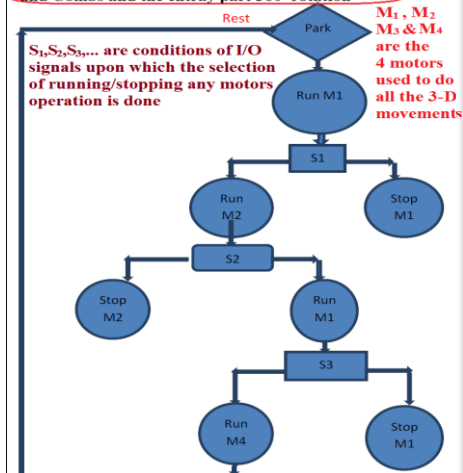 Rest
Park
M₁ , M₂
M₃ &M₄
are the
4 motors
used to do
all the 3-D
movements
S₁,S₂,S₃,... are conditions of I/O
signals upon which the selection
of running/stopping any motors
operation is done
Run M1
S1
Run
M2
Stop
M1
S2
Stop
M2
Run
M1
S3
Run
M4
Stop
M1